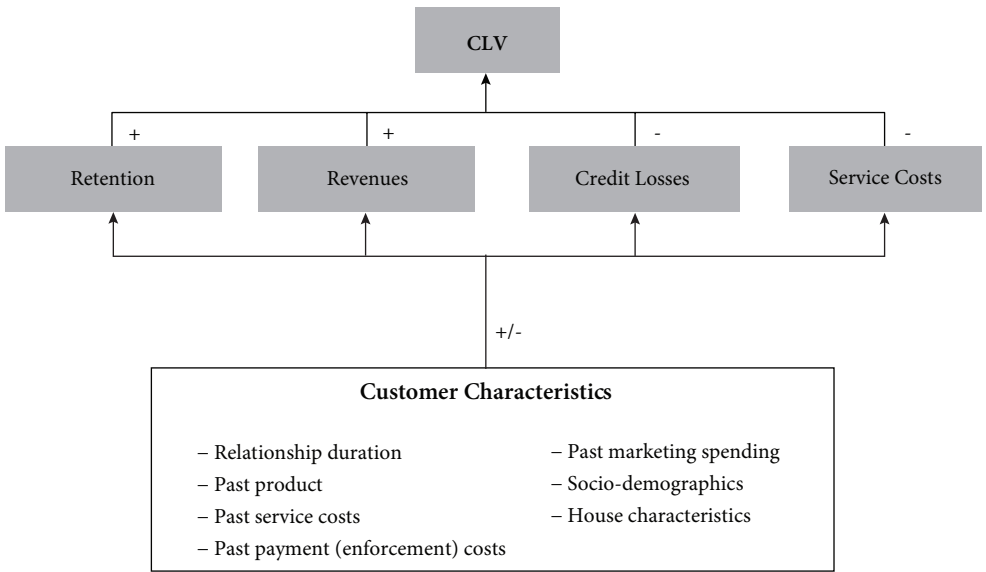 CLV
+
+
-
-
Retention
Revenues
Credit Losses
Service Costs
+/-
Customer Characteristics
– Relationship duration
– Past product
– Past service costs
– Past payment (enforcement) costs
– Past marketing spending
– Socio-demographics
– House characteristics